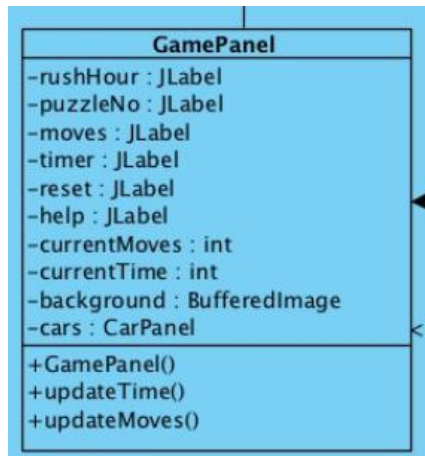 GamePanel
-rushHour : JLabel
-puzzleNo : JLabel
-moves : JLabel
-timer : JLabel
-reset : JLabel
-help : JLabel
-currentMoves : int
-currentTime : int
-background : BufferedImage
-cars : CarPanel
+GamePanel()
+updateTime()
+updateMoves()